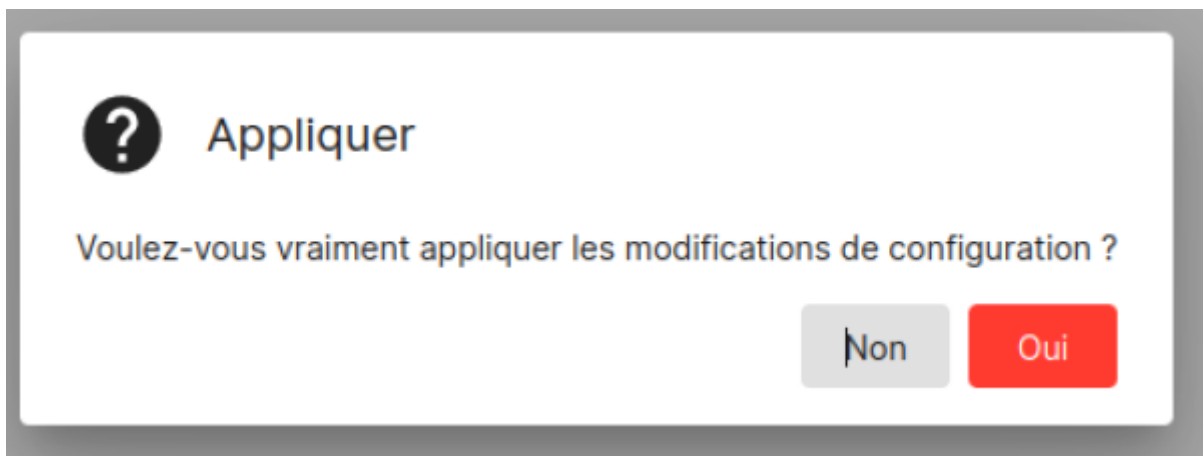 Appliquer
Voulez-vous vraiment appliquer les modifications de configuration ?
Non Oui